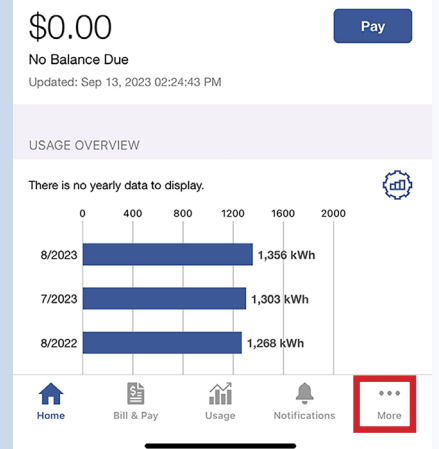 $0.00
Pay
No Balance Due
Updated: Sep 13, 2023 02:24:43 PM
USAGE OVERVIEW
There is no yearly data to display.
0 400 800 1200 1600 2000
8/2023 1,356 kWh
7/2023 1,303 kWh
8/2022 1,268 kWh
Home Bill & Pay Usage Notifications More